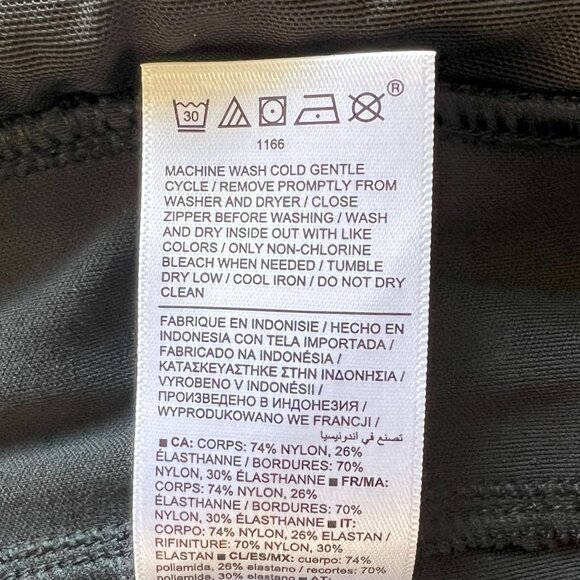 30 ®
1166
MACHINE WASH COLD GENTLE
CYCLE / REMOVE PROMPTLY FROM
WASHER AND DRYER / CLOSE
ZIPPER BEFORE WASHING / WASH
AND DRY INSIDE OUT WITH LIKE
COLORS / ONLY NON-CHLORINE
BLEACH WHEN NEEDED / TUMBLE
DRY LOW / COOL IRON / DO NOT DRY
CLEAN
FABRIQUE EN INDONISIE / HECHO EN
INDONESIA CON TELA IMPORTADA /
FABRICADO NA INDONÉSIA /
ΚΑΤΑΣΚΕΥΑΣΤΗΚΕ ΣΤΗΝ ΙΝΔΟΝΗΣΙΑ /
VYROBENO V INDONÉSII /
ПРОИЗВЕДЕНО В ИНДОНЕЗИЯ /
WYPRODUKOWANO WE FRANCJI /
تصنع في أندونيسيا
■ CA: CORPS: 74% NYLON, 26%
ÉLASTHANNE / BORDURES: 70%
NYLON, 30% ÉLASTHANNE ■ FR/MA:
CORPS: 74% NYLON, 26%
ÉLASTHANNE / BORDURES: 70%
NYLON, 30% ÉLASTHANNE ■ IT:
CORPO: 74% NYLON, 26% ELASTAN /
RIFINITURE: 70% NYLON, 30%
ELASTAN ■ CL/ES/MX: cuerpo: 74%
poliamida, 26% elastano / recortes: 70%
poliamida, 30% elastano ■ AT: